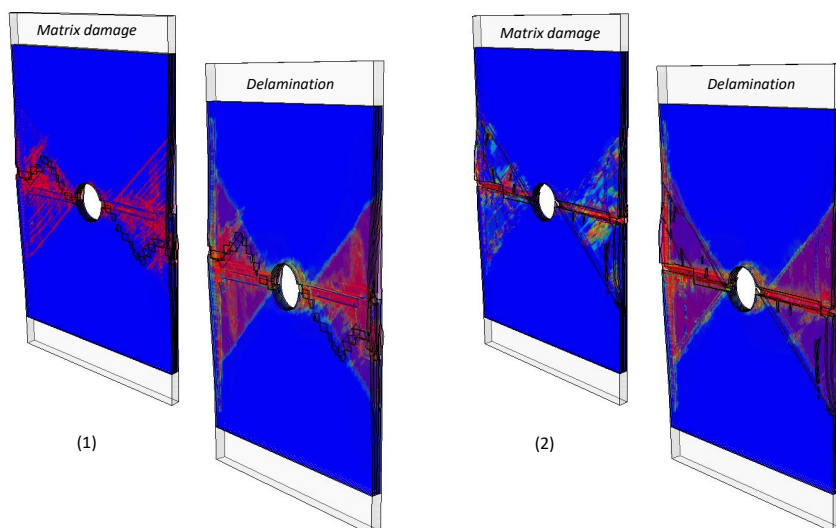 Matrix damage
Delamination
(1)
Matrix damage
Delamination
(2)